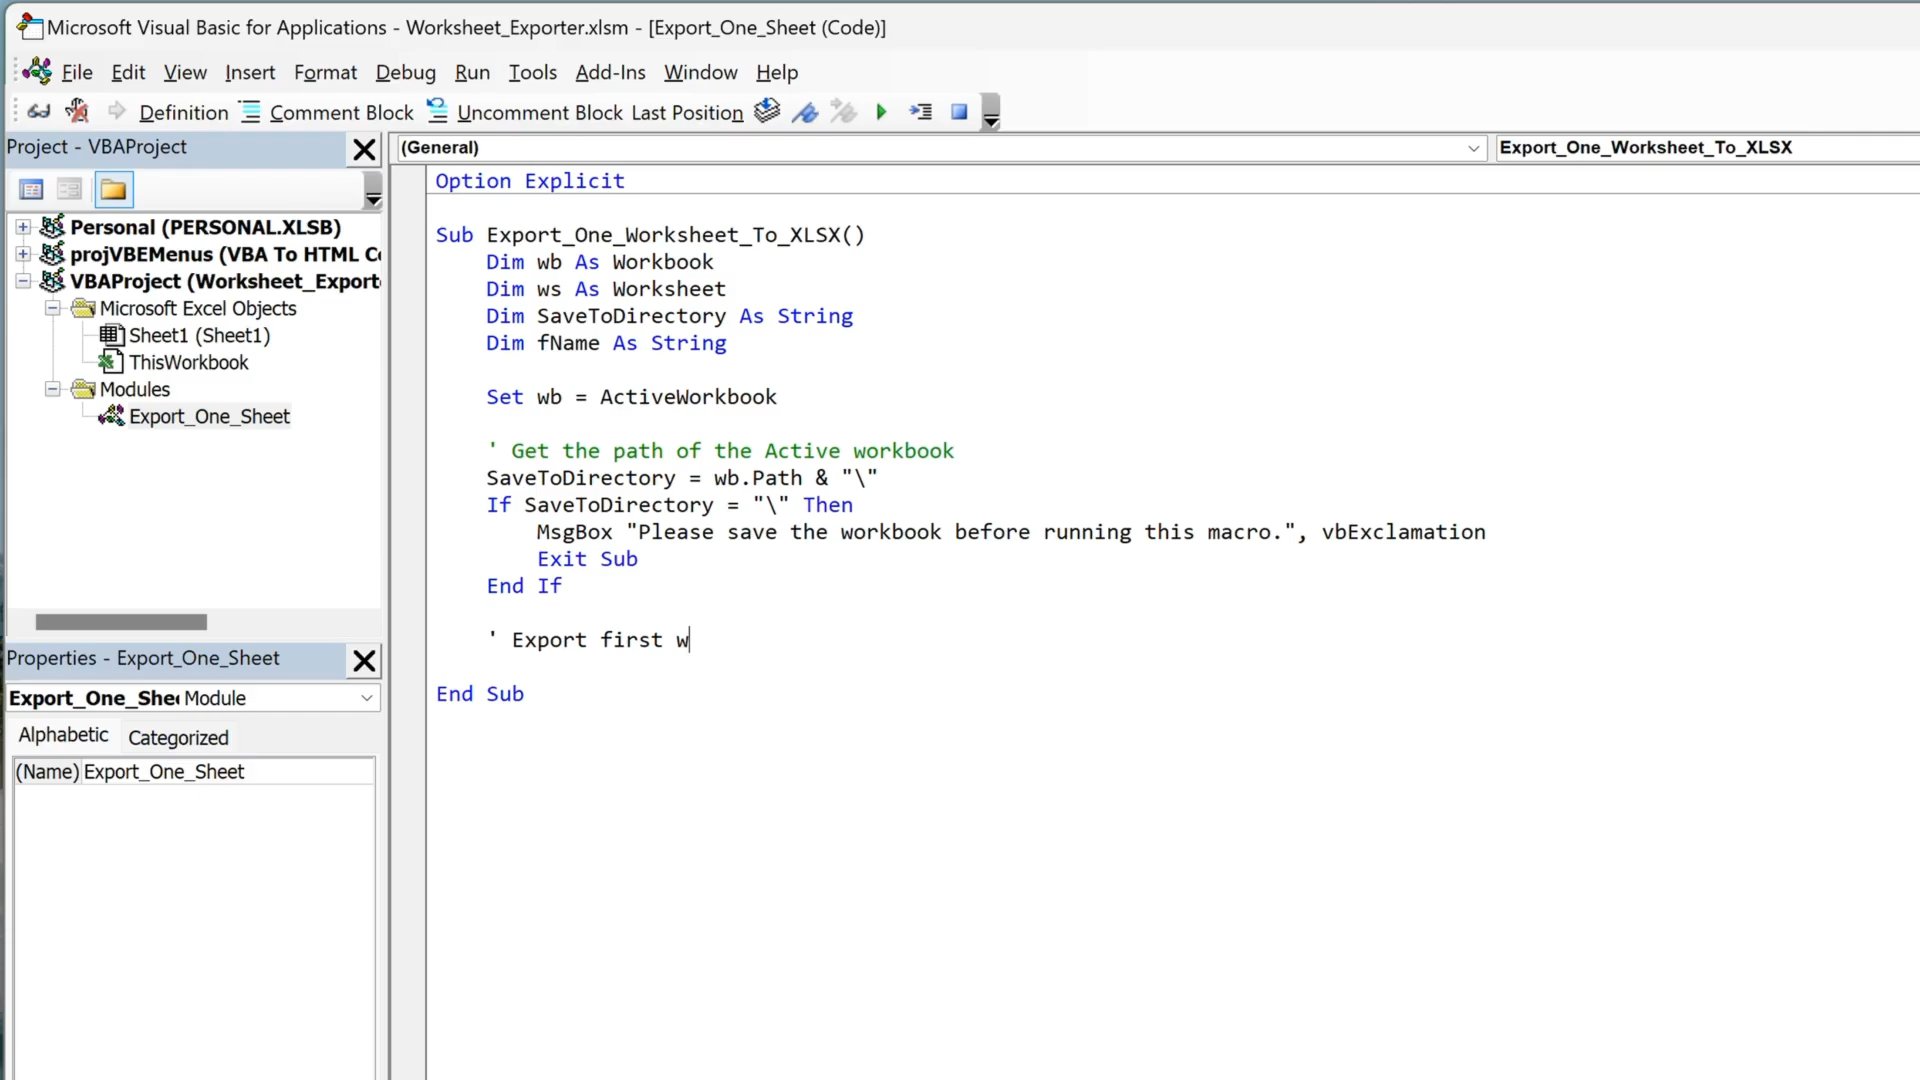 Microsoft Visual Basic for Applications - Worksheet_Exporter.xlsm - [Export_One_Sheet (Code)]
File Edit View Insert Format Debug Run Tools Add-Ins Window Help
Definition Comment Block Uncomment Block Last Position
Project - VBAProject
Personal (PERSONAL.XLSB)
projVBEMenus (VBA To HTML
VBAProject (Worksheet_Export
Microsoft Excel Objects
Sheet1 (Sheet1)
ThisWorkbook
Modules
Export_One_Sheet
Properties - Export_One_Sheet
Export_One_Shee Module
Alphabetic Categorized
(Name) Export_One_Sheet
(General) Export_One_Worksheet_To_XLSX
Option Explicit
Sub Export_One_Worksheet_To_XLSX()
Dim wb As Workbook
Dim ws As Worksheet
Dim SaveToDirectory As String
Dim fName As String
Set wb = ActiveWorkbook
' Get the path of the Active workbook
SaveToDirectory = wb.Path & "\"
If SaveToDirectory = "\" Then
MsgBox "Please save the workbook before running this macro.", vbExclamation
Exit Sub
End If
' Export first w
End Sub